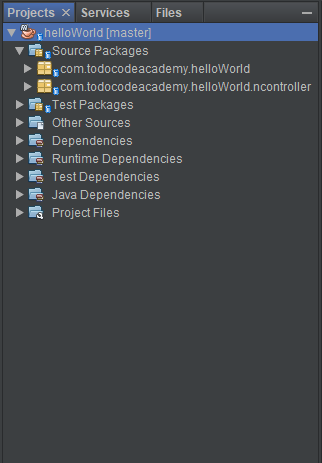 Projects Services Files
helloWorld [master]
Source Packages
com.todocodeacademy.helloWorld
com.todocodeacademy.helloWorld.ncontroller
Test Packages
Other Sources
Dependencies
Runtime Dependencies
Test Dependencies
Java Dependencies
Project Files